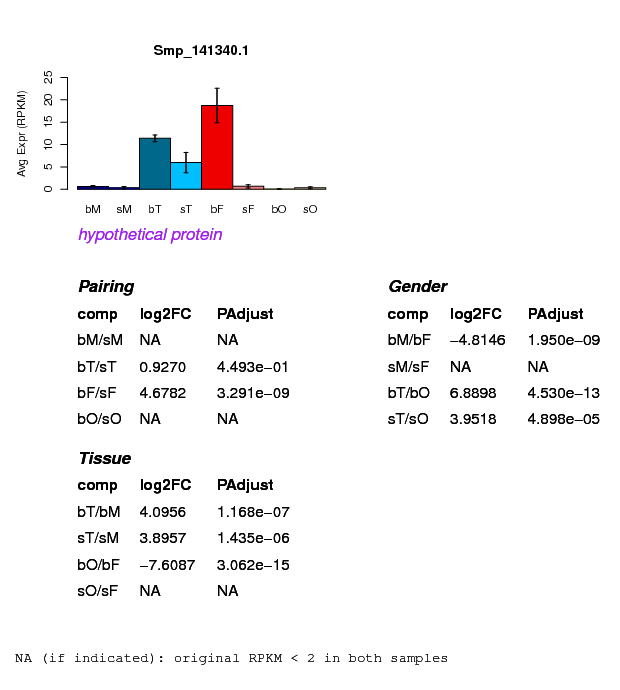 Smp_141340.1
Avg Expr (RPKM)
25
20
15
10
5
0
bM sM bT sT bF sF bO sO
hypothetical protein
Pairing
comp log2FC PAdjust
bM/sM NA NA
bT/sT 0.9270 4.493e−01
bF/sF 4.6782 3.291e−09
bO/sO NA NA
Gender
comp log2FC PAdjust
bM/bF −4.8146 1.950e−09
sM/sF NA NA
bT/bO 6.8898 4.530e−13
sT/sO 3.9518 4.898e−05
Tissue
comp log2FC PAdjust
bT/bM 4.0956 1.168e−07
sT/sM 3.8957 1.435e−06
bO/bF −7.6087 3.062e−15
sO/sF NA NA
NA (if indicated): original RPKM < 2 in both samples